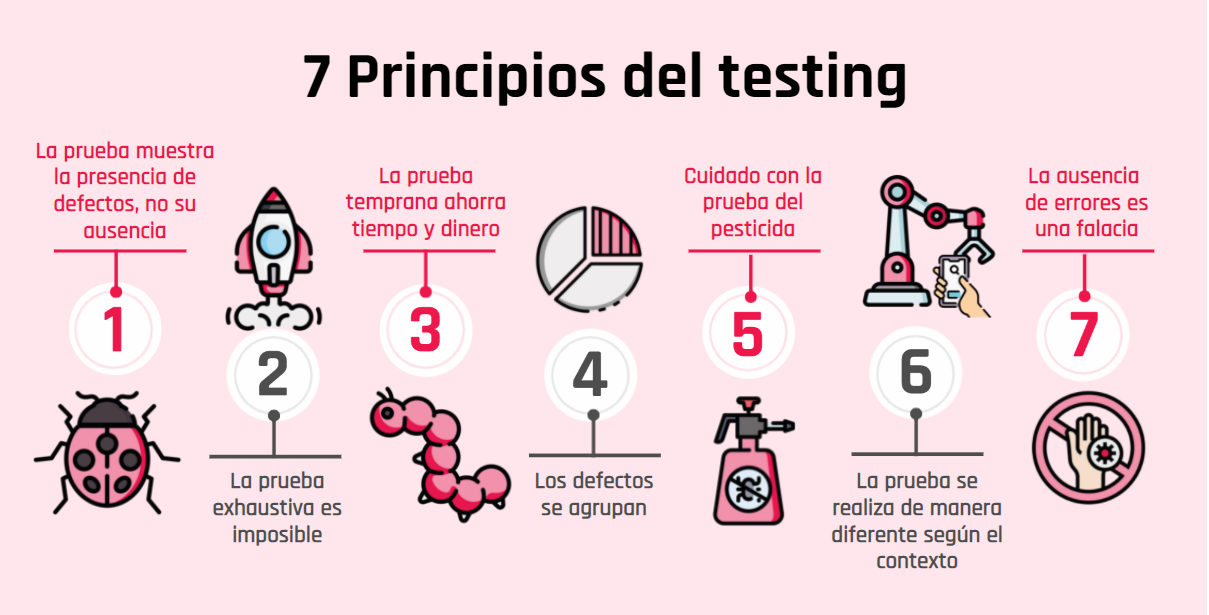 7 Principios del testing
La prueba muestra
la presencia de
defectos, no su
ausencia
1
2
La prueba
exhaustiva es
imposible
La prueba
temprana ahorra
tiempo y dinero
3
4
Los defectos
se agrupan
Cuidado con la
prueba del
pesticida
5
6
La prueba se
realiza de manera
diferente según el
contexto
La ausencia
de errores es
una falacia
7